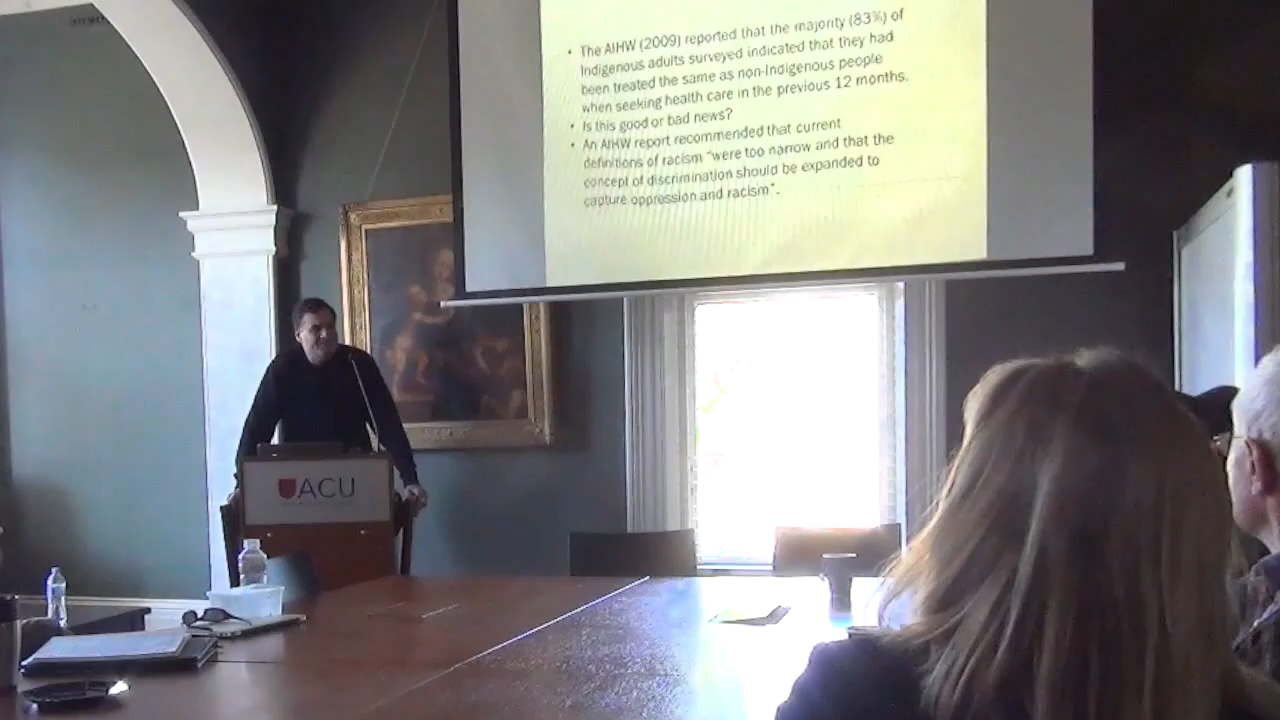 • The AIHW (2009) reported that the majority (83%) of
Indigenous adults surveyed indicated that they had
been treated the same as non-Indigenous people
when seeking health care in the previous 12 months.
• Is this good or bad news?
• An AIHW report recommended that current
definitions of racism "were too narrow and that the
concept of discrimination should be expanded to
capture oppression and racism".
ACU